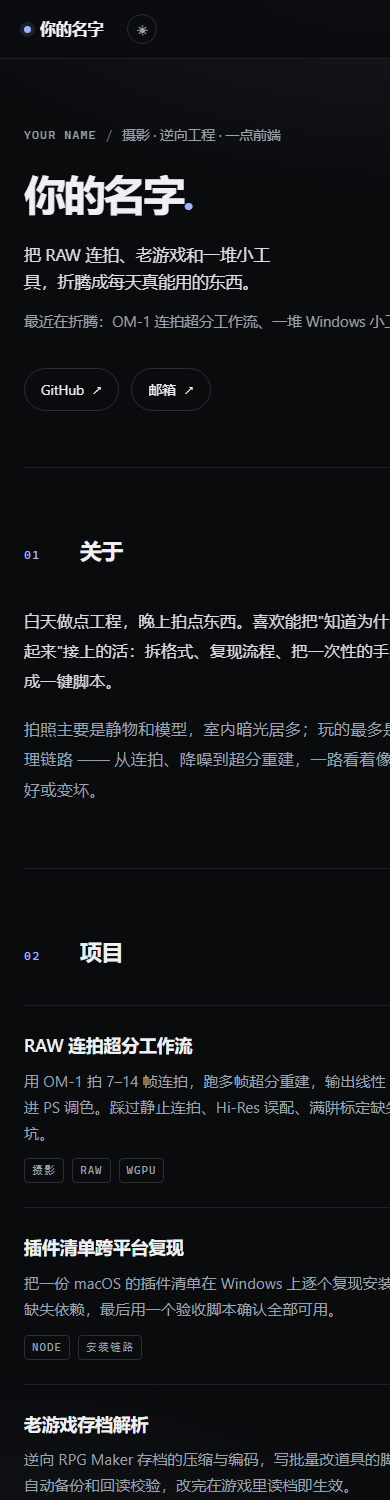 你的名字
YOUR NAME / 摄影 · 逆向工程 · 一点前端
你的名字.
把 RAW 连拍、老游戏和一堆小工
具，折腾成每天真能用的东西。
最近在折腾：OM-1 连拍超分工作流、一堆 Windows 小
GitHub ↗
邮箱 ↗
01 关于
白天做点工程，晚上拍点东西。喜欢能把"知道为什
起来"接上的活：拆格式、复现流程、把一次性的手
成一键脚本。
拍照主要是静物和模型，室内暗光居多；玩的最多
理链路 —— 从连拍、降噪到超分重建，一路看着像
好或变坏。
02 项目
RAW 连拍超分工作流
用 OM-1 拍 7–14 帧连拍，跑多帧超分重建，输出线性
进 PS 调色。踩过静止连拍、Hi-Res 误配、满阱标定缺
坑。
摄影 RAW WGPU
插件清单跨平台复现
把一份 macOS 的插件清单在 Windows 上逐个复现安装
缺失依赖，最后用一个验收脚本确认全部可用。
NODE 安装链路
老游戏存档解析
逆向 RPG Maker 存档的压缩与编码，写批量改道具的
自动备份和回读校验，改完在游戏里读档即生效。